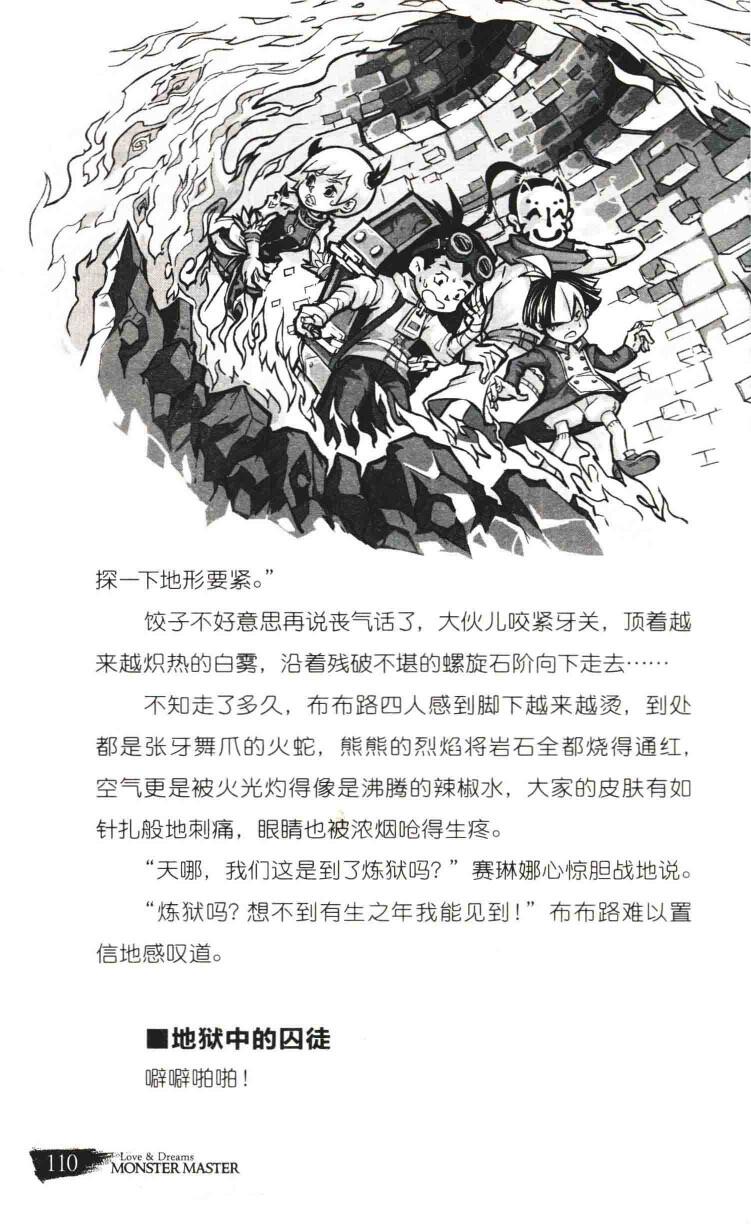 探一下地形要紧。”
饺子不好意思再说丧气话了，大伙儿咬紧牙关，顶着越
来越炽热的白雾，沿着残破不堪的螺旋石阶向下走去……
不知走了多久，布布路四人感到脚下越来越烫，到处
都是张牙舞爪的火蛇，熊熊的烈焰将岩石全都烧得通红，
空气更是被火光灼得像是沸腾的辣椒水，大家的皮肤有如
针扎般地刺痛，眼睛也被浓烟呛得生疼。
“天哪，我们这是到了炼狱吗？”赛琳娜心惊胆战地说。
“炼狱吗？想不到有生之年我能见到！”布布路难以置
信地感叹道。
■地狱中的囚徒
噼噼啪啪！
110
Love & Dreams
MONSTER MASTER